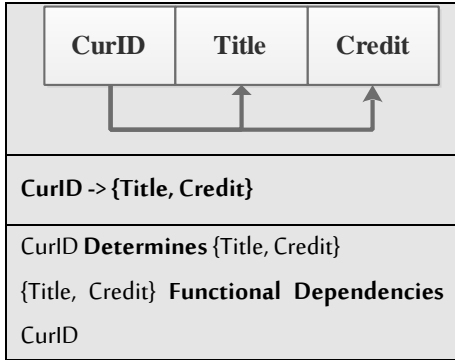 CurID Title Credit
CurID -> {Title, Credit}
CurID Determines {Title, Credit}
{Title, Credit} Functional Dependencies
CurID